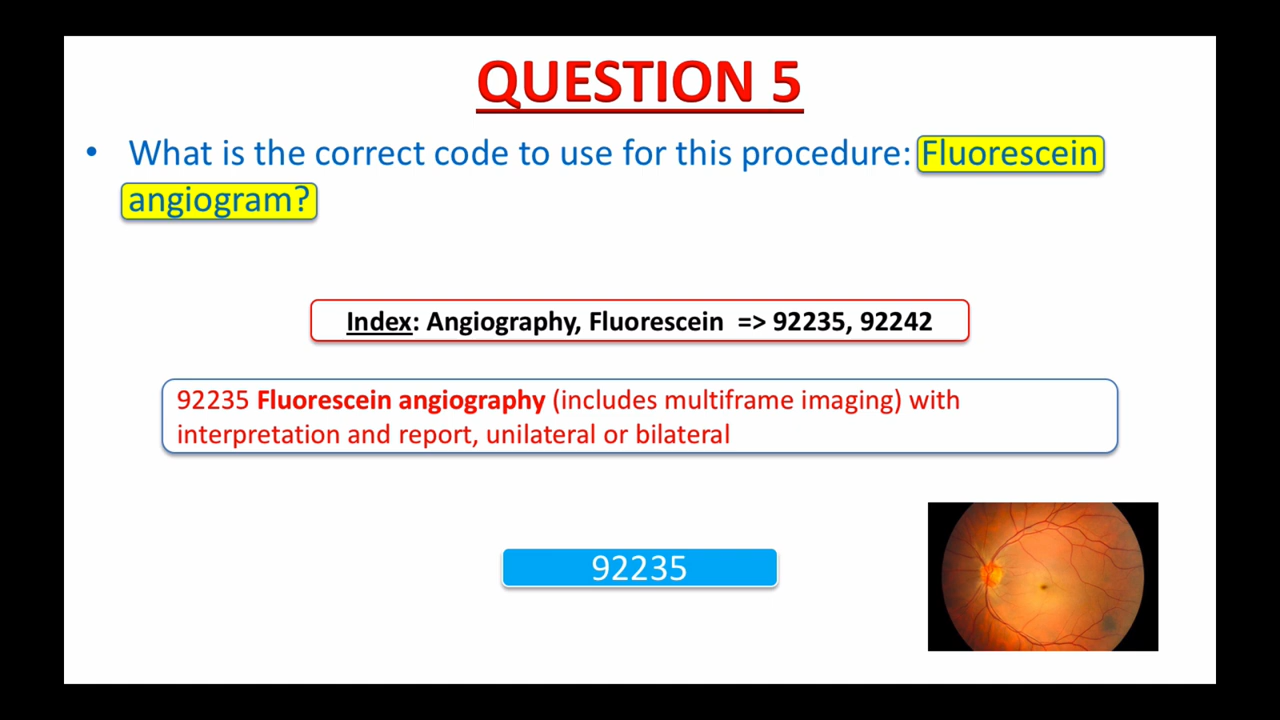 QUESTION 5
• What is the correct code to use for this procedure: Fluorescein
angiogram?
Index: Angiography, Fluorescein => 92235, 92242
92235 Fluorescein angiography (includes multiframe imaging) with
interpretation and report, unilateral or bilateral
92235